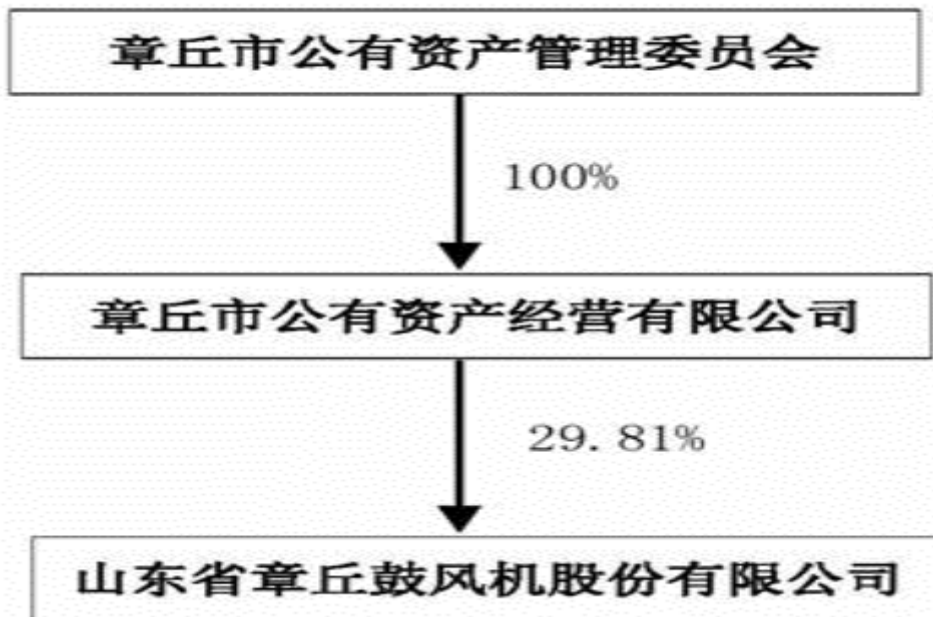 章丘市公有资产管理委员会
100%
章丘市公有资产经营有限公司
29.81%
山东省章丘鼓风机股份有限公司